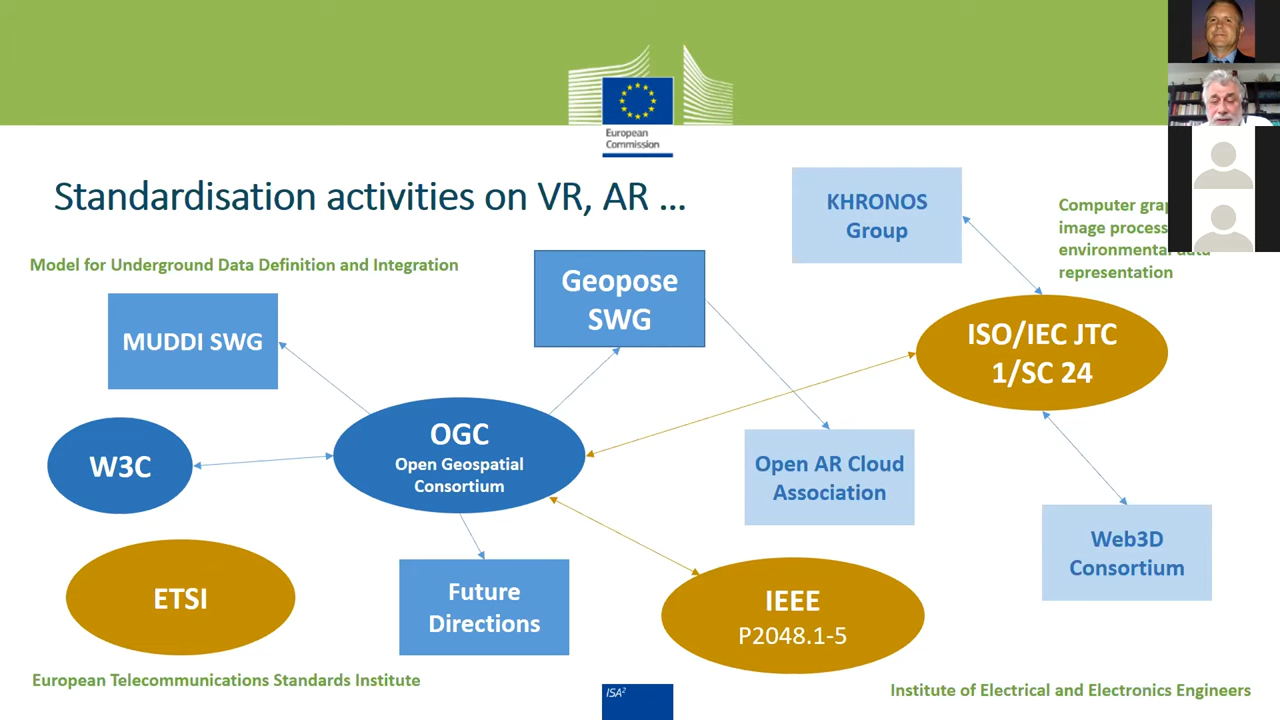 European
Commission
Standardisation activities on VR, AR ...
KHRONOS
Group
Computer
image
environmental
representation
Model for Underground Data Definition and Integration
Geopose
SWG
MUDDI SWG
ISO/IEC JTC
1/SC 24
OGC
Open Geospatial
Consortium
W3C
Open AR Cloud
Association
Web3D
Consortium
ETSI
Future
Directions
IEEE
P2048.1-5
European Telecommunications Standards Institute
ISA²
Institute of Electrical and Electronics Engineers